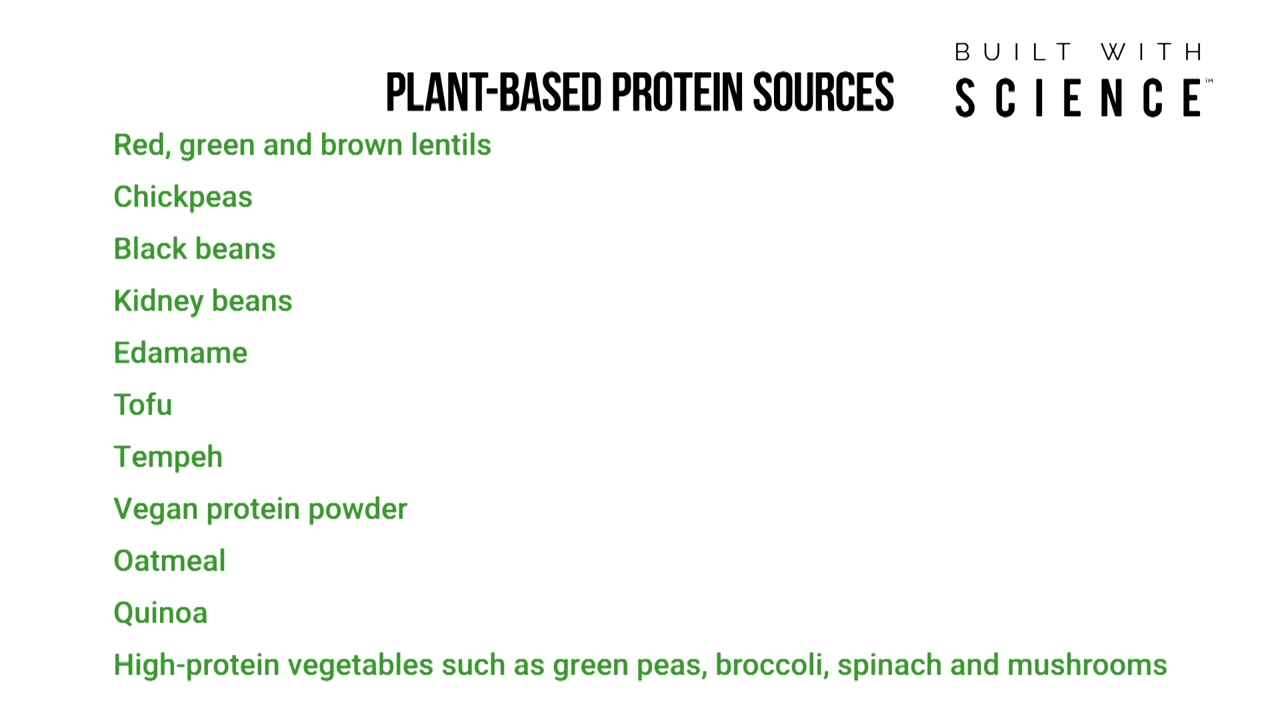 BUILT WITH
SCIENCE™
PLANT-BASED PROTEIN SOURCES
Red, green and brown lentils
Chickpeas
Black beans
Kidney beans
Edamame
Tofu
Tempeh
Vegan protein powder
Oatmeal
Quinoa
High-protein vegetables such as green peas, broccoli, spinach and mushrooms